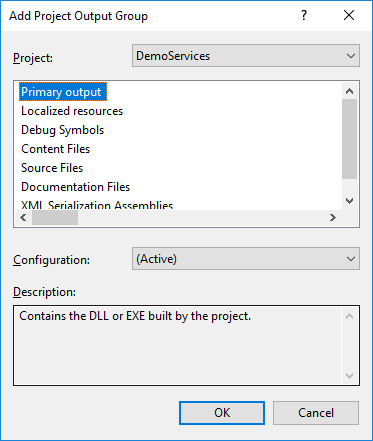 Add Project Output Group
?
Project:
DemoServices
Primary output
Localized resources
Debug Symbols
Content Files
Source Files
Documentation Files
XML Serialization Assemblies
Configuration:
(Active)
Description:
Contains the DLL or EXE built by the project.
OK
Cancel